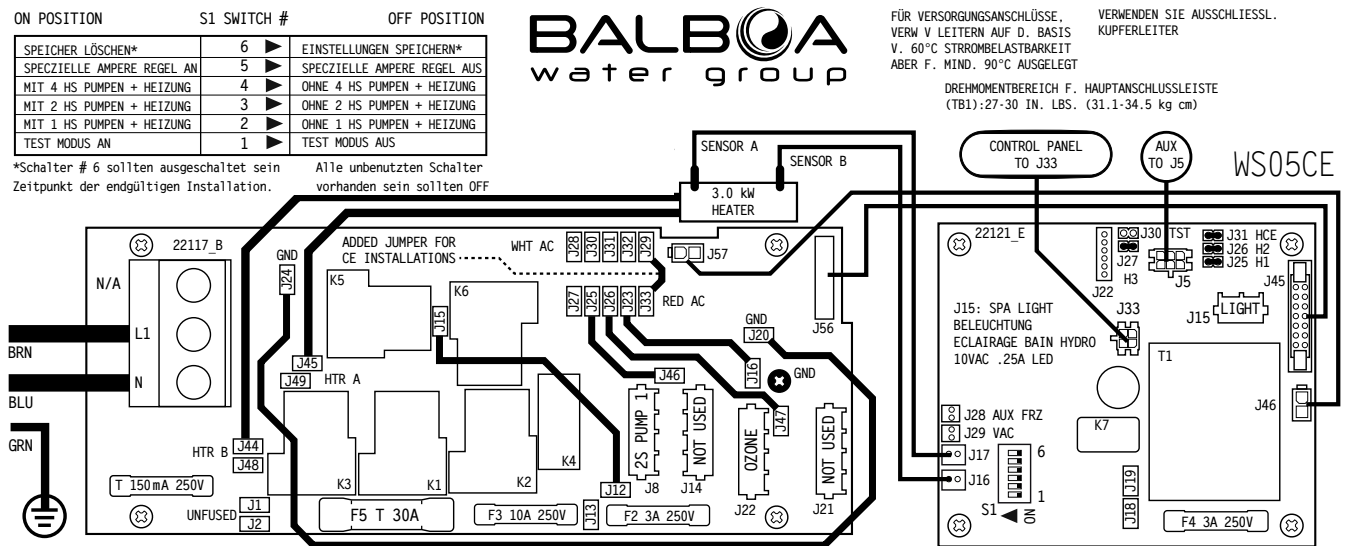 ON POSITION S1 SWITCH # OFF POSITION
SPEICHER LÖSCHEN* 6 ► EINSTELLUNGEN SPEICHERN*
SPECZIELLE AMPERE REGEL AN 5 ► SPECZIELLE AMPERE REGEL AUS
MIT 4 HS PUMPEN + HEIZUNG 4 ► OHNE 4 HS PUMPEN + HEIZUNG
MIT 2 HS PUMPEN + HEIZUNG 3 ► OHNE 2 HS PUMPEN + HEIZUNG
MIT 1 HS PUMPEN + HEIZUNG 2 ► OHNE 1 HS PUMPEN + HEIZUNG
TEST MODUS AN 1 ► TEST MODUS AUS
*Schalter # 6 sollten ausgeschaltet sein
Zeitpunkt der endgültigen Installation.
Alle unbenutzten Schalter
vorhanden sein sollten OFF
BALBOA
water group
FÜR VERSORGUNGSANSCHLÜSSE,
VERW V LEITERN AUF D. BASIS
V. 60°C STRROMBELASTBARKEIT
ABER F. MIND. 90°C AUSGELEGT
VERWENDEN SIE AUSSCHLIESSL.
KUPFERLEITER
DREHMOMENTBEREICH F. HAUPTANSCHLUSSLEISTE
(TB1):27-30 IN. LBS. (31.1-34.5 kg cm)
SENSOR A
SENSOR B
3.0 kW
HEATER
CONTROL PANEL
TO J33
AUX
TO J5
WS05CE
22117_B
N/A
L1
N
BRN
BLU
GRN
GND
J24
ADDED JUMPER FOR
CE INSTALLATIONS
WHT AC
J28
J30
J31
J32
J29
J57
K5
K6
J15
J27
J25
J26
J23
J33
RED AC
J56
GND
J20
J45
J49
HTR A
J46
J16
GND
J47
HTR B
J44
J48
K3
K1
K2
K4
2S PUMP 1
J8
NOT USED
J14
OZONE
J22
NOT USED
J21
T 150mA 250V
UNFUSED
J1
J2
F5 T 30A
F3 10A 250V
J12
J13
F2 3A 250V
22121_E
J22
J30 TST
J27
H3
J5
J31 HCE
J26 H2
J25 H1
J45
J15: SPA LIGHT
BELEUCHTUNG
ECLAIRAGE BAIN HYDRO
10VAC .25A LED
J33
J15
LIGHT
T1
J46
K7
J28 AUX FRZ
J29 VAC
J17
J16
6
1
S1
ON
J19
J18
F4 3A 250V